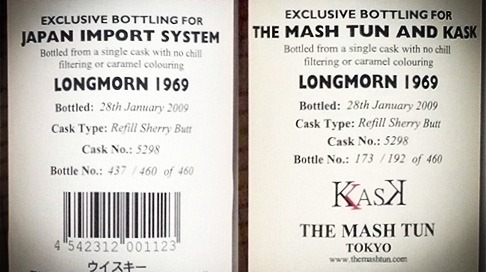 EXCLUSIVE BOTTLING FOR
JAPAN IMPORT SYSTEM
Bottled from a single cask with no chill
filtering or caramel colouring
LONGMORN 1969
Bottled: 28th January 2009
Cask Type: Refill Sherry Butt
Cask No.: 5298
Bottle No.: 437 / 460 of 460
4 542312 001123
ウイスキー
EXCLUSIVE BOTTLING FOR
THE MASH TUN AND KASK
Bottled from a single cask with no chill
filtering or caramel colouring
LONGMORN 1969
Bottled: 28th January 2009
Cask Type: Refill Sherry Butt
Cask No.: 5298
Bottle No.: 173 / 192 of 460
KASK
THE MASH TUN
TOKYO
www.themashtun.com